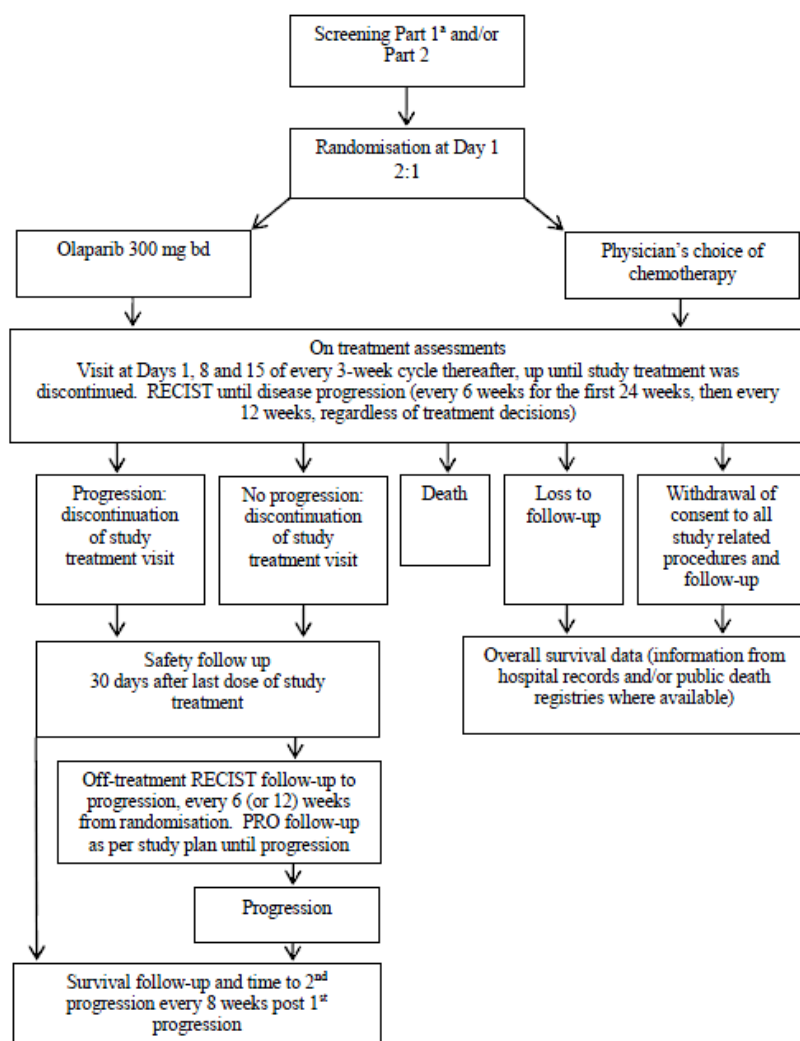 Screening Part 1ª and/or
Part 2
Randomisation at Day 1
2:1
Olaparib 300 mg bd
Physician's choice of
chemotherapy
On treatment assessments
Visit at Days 1, 8 and 15 of every 3-week cycle thereafter, up until study treatment was
discontinued.  RECIST until disease progression (every 6 weeks for the first 24 weeks, then every
12 weeks, regardless of treatment decisions)
Progression:
discontinuation
of study
treatment visit
No progression:
discontinuation
of study
treatment visit
Death
Loss to
follow-up
Withdrawal of
consent to all
study related
procedures and
follow-up
Safety follow up
30 days after last dose of study
treatment
Overall survival data (information from
hospital records and/or public death
registries where available)
Off-treatment RECIST follow-up to
progression, every 6 (or 12) weeks
from randomisation.  PRO follow-up
as per study plan until progression
Progression
Survival follow-up and time to 2nd
progression every 8 weeks post 1st
progression